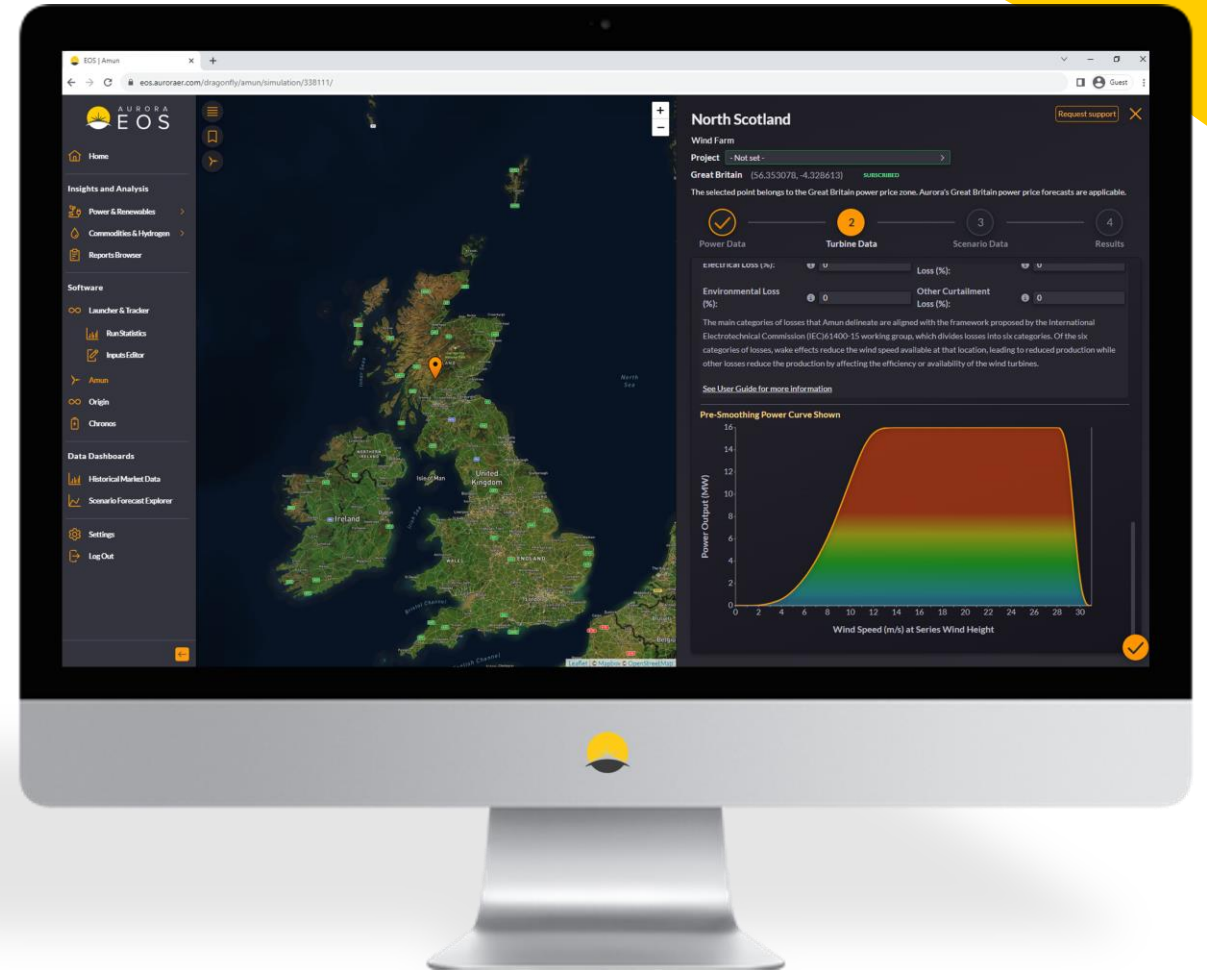 EOS | Amun
eos.auroraer.com/dragonfly/amun/simulation/338111/
Guest
AURORA
EOS
Home
Insights and Analysis
Power & Renewables
Commodities & Hydrogen
Reports Browser
Software
Launcher & Tracker
Run Statistics
Inputs Editor
Amun
Origin
Chronos
Data Dashboards
Historical Market Data
Scenario Forecast Explorer
Settings
Log Out
+
−
North
Sea
Isle of Man
United
Kingdom
Ireland
WALES
ENGLAND
Bristol Channel
Leaflet | © Mapbox © OpenStreetMap
North Scotland
Request support
Wind Farm
Project - Not set -
Great Britain (56.353078, -4.328613) SUBSCRIBED
The selected point belongs to the Great Britain power price zone. Aurora's Great Britain power price forecasts are applicable.
2 3 4
Power Data Turbine Data Scenario Data Results
Electrical Loss (%): 0 Loss (%): 0
Environmental Loss (%): 0 Other Curtailment Loss (%): 0
The main categories of losses that Amun delineate are aligned with the framework proposed by the International
Electrotechnical Commission (IEC)61400-15 working group, which divides losses into six categories. Of the six
categories of losses, wake effects reduce the wind speed available at that location, leading to reduced production while
other losses reduce the production by affecting the efficiency or availability of the wind turbines.
See User Guide for more information
Pre-Smoothing Power Curve Shown
Power Output (MW)
16
14
12
10
8
6
4
2
0
0 2 4 6 8 10 12 14 16 18 20 22 24 26 28 30
Wind Speed (m/s) at Series Wind Height